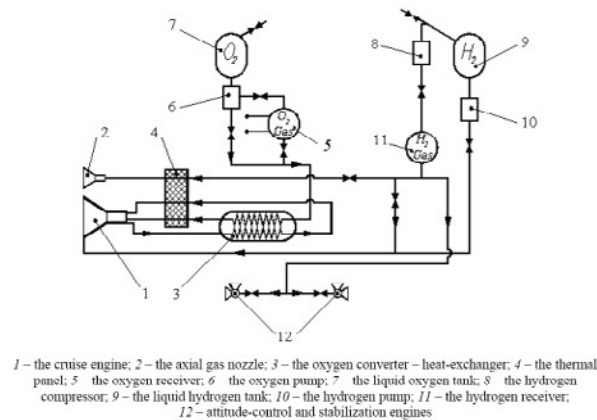 7
O2
8
H2
9
6
10
2
4
O2
Gas
5
11
H2
Gas
1
3
12
1 – the cruise engine; 2 – the axial gas nozzle; 3 – the oxygen converter – heat-exchanger; 4 – the thermal
panel; 5 the oxygen receiver; 6 the oxygen pump; 7 the liquid oxygen tank; 8 the hydrogen
compressor; 9 – the liquid hydrogen tank; 10 – the hydrogen pump; 11 – the hydrogen receiver;
12 – attitude-control and stabilization engines